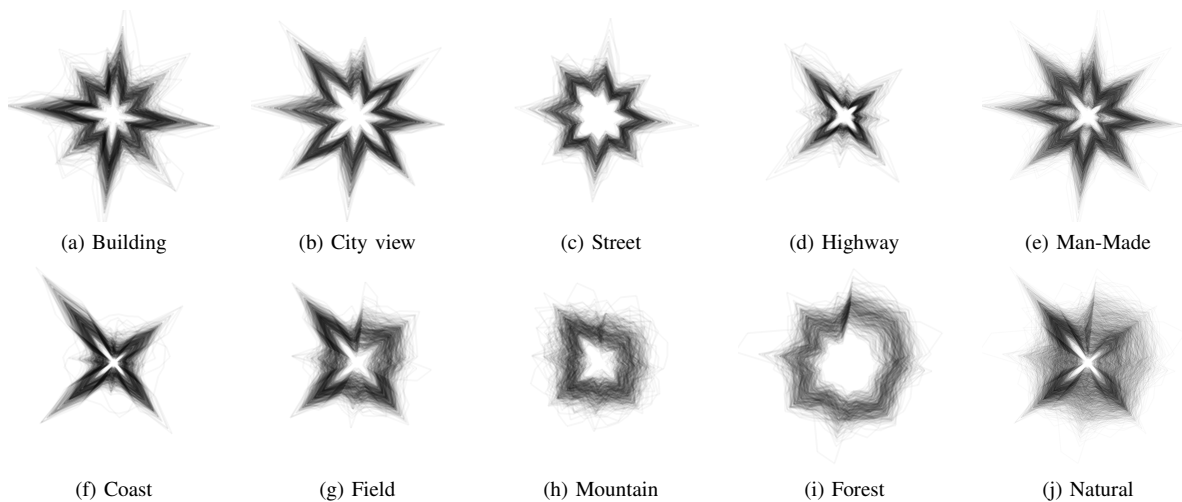 (a) Building (b) City view (c) Street (d) Highway (e) Man-Made
(f) Coast (g) Field (h) Mountain (i) Forest (j) Natural